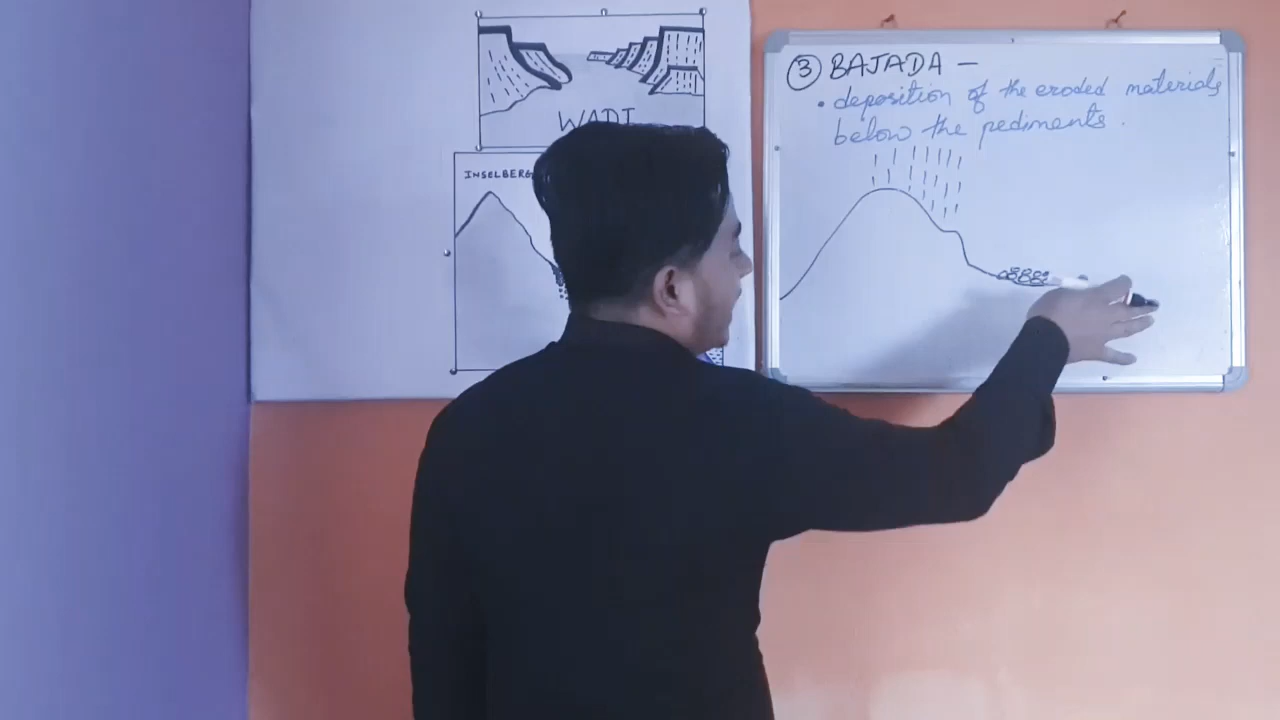 WADI
INSELBERG
③ BAJADA –
• deposition of the eroded materials
below the pediments.